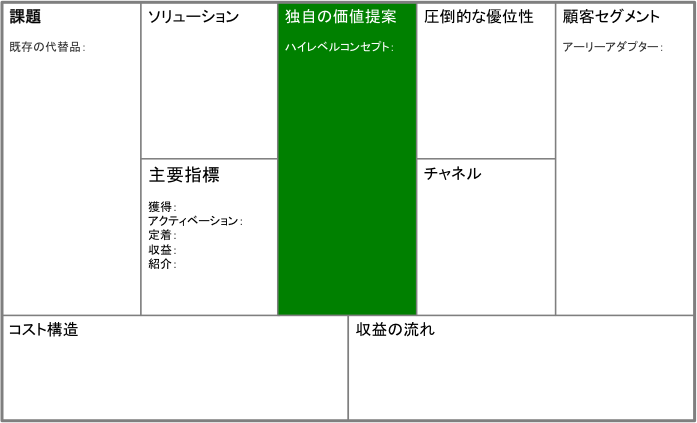 課題
既存の代替品：
ソリューション
主要指標
獲得：
アクティベーション：
定着：
収益：
紹介：
独自の価値提案
ハイレベルコンセプト：
圧倒的な優位性
チャネル
顧客セグメント
アーリーアダプター：
コスト構造
収益の流れ